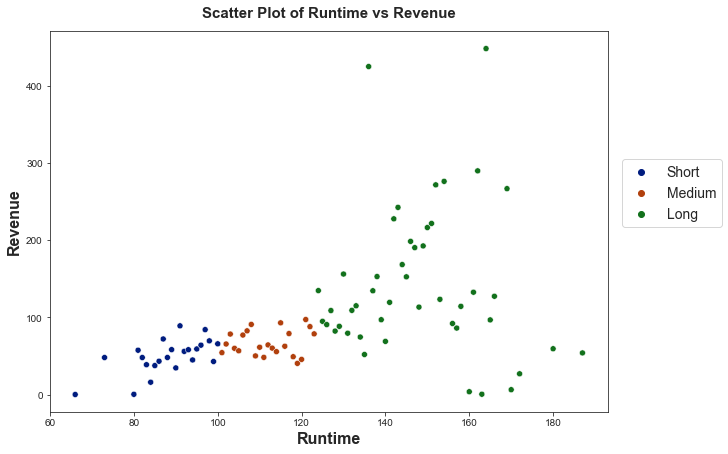 Scatter Plot of Runtime vs Revenue
400
300
200
100
0
Revenue
60
80
100
120
140
160
180
Runtime
Short
Medium
Long